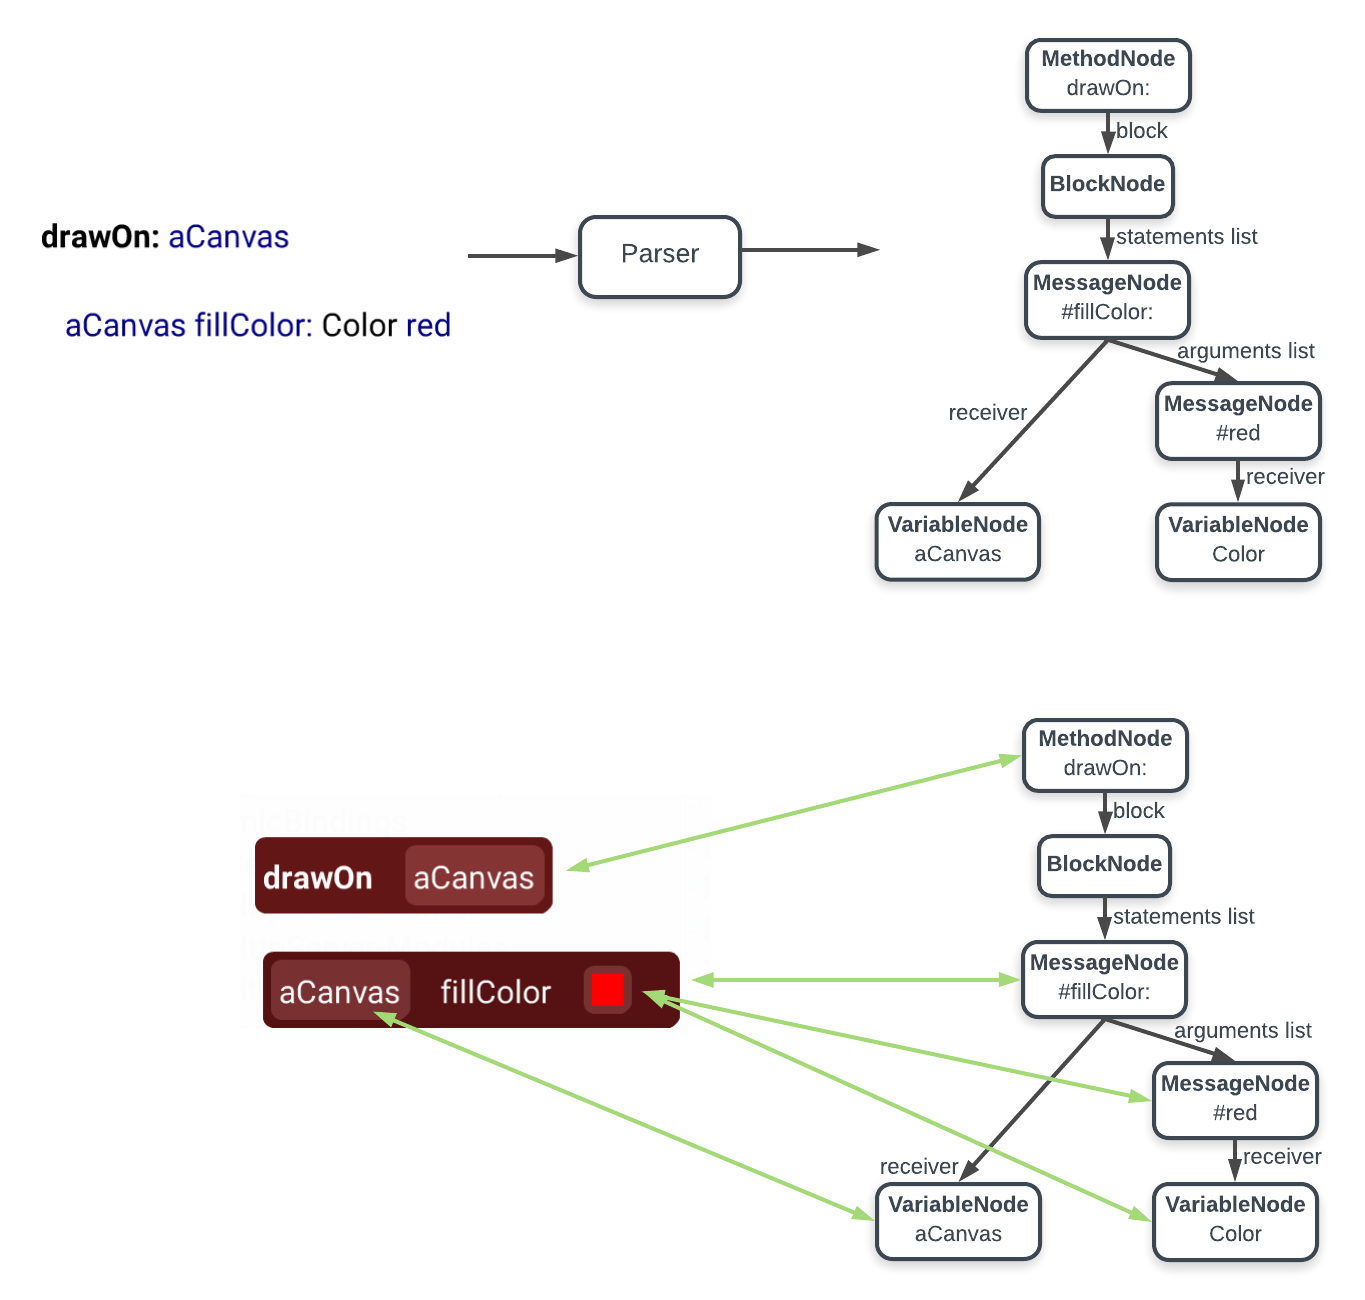 MethodNode
drawOn:
block
BlockNode
drawOn: aCanvas
statements list
Parser
MessageNode
#fillColor:
aCanvas fillColor: Color red
arguments list
MessageNode
#red
receiver
receiver
VariableNode
aCanvas
VariableNode
Color
MethodNode
drawOn:
block
BlockNode
drawOn aCanvas
statements list
MessageNode
#fillColor:
aCanvas fillColor
arguments list
MessageNode
#red
receiver
receiver
VariableNode
aCanvas
VariableNode
Color